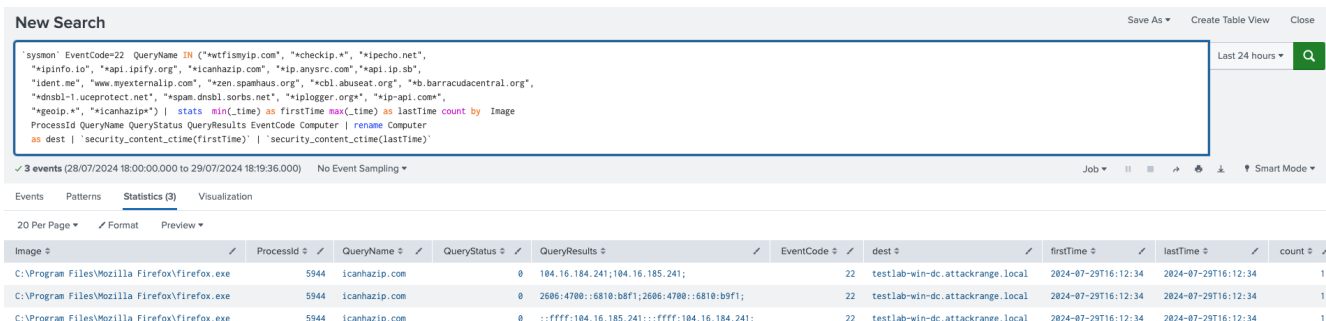 New Search
Save As Create Table View Close
`sysmon` EventCode=22 QueryName IN ("*wtfismyip.com", "*checkip.*", "*ipecho.net",
"*ipinfo.io", "*api.ipify.org", "*icanhazip.com", "*ip.anysrc.com","*api.ip.sb",
"ident.me", "www.myexternalip.com", "*zen.spamhaus.org", "*cbl.abuseat.org", "*b.barracudacentral.org",
"*dnsbl-1.uceprotect.net", "*spam.dnsbl.sorbs.net", "*iplogger.org*", "*ip-api.com*",
"*geoip.*", "*icanhazip*") | stats min(_time) as firstTime max(_time) as lastTime count by Image
ProcessId QueryName QueryStatus QueryResults EventCode Computer | rename Computer
as dest | `security_content_ctime(firstTime)` | `security_content_ctime(lastTime)`
Last 24 hours
3 events (28/07/2024 18:00:00.000 to 29/07/2024 18:19:36.000) No Event Sampling
Job Smart Mode
Events Patterns Statistics (3) Visualization
20 Per Page Format Preview
Image ProcessId QueryName QueryStatus QueryResults EventCode dest firstTime lastTime count
C:\Program Files\Mozilla Firefox\firefox.exe 5944 icanhazip.com 0 104.16.184.241;104.16.185.241; 22 testlab-win-dc.attackrange.local 2024-07-29T16:12:34 2024-07-29T16:12:34 1
C:\Program Files\Mozilla Firefox\firefox.exe 5944 icanhazip.com 0 2606:4700::6810:b8f1;2606:4700::6810:b9f1; 22 testlab-win-dc.attackrange.local 2024-07-29T16:12:34 2024-07-29T16:12:34 1
C:\Program Files\Mozilla Firefox\firefox.exe 5944 icanhazip.com 0 ::ffff:104.16.185.241;::ffff:104.16.184.241; 22 testlab-win-dc.attackrange.local 2024-07-29T16:12:34 2024-07-29T16:12:34 1